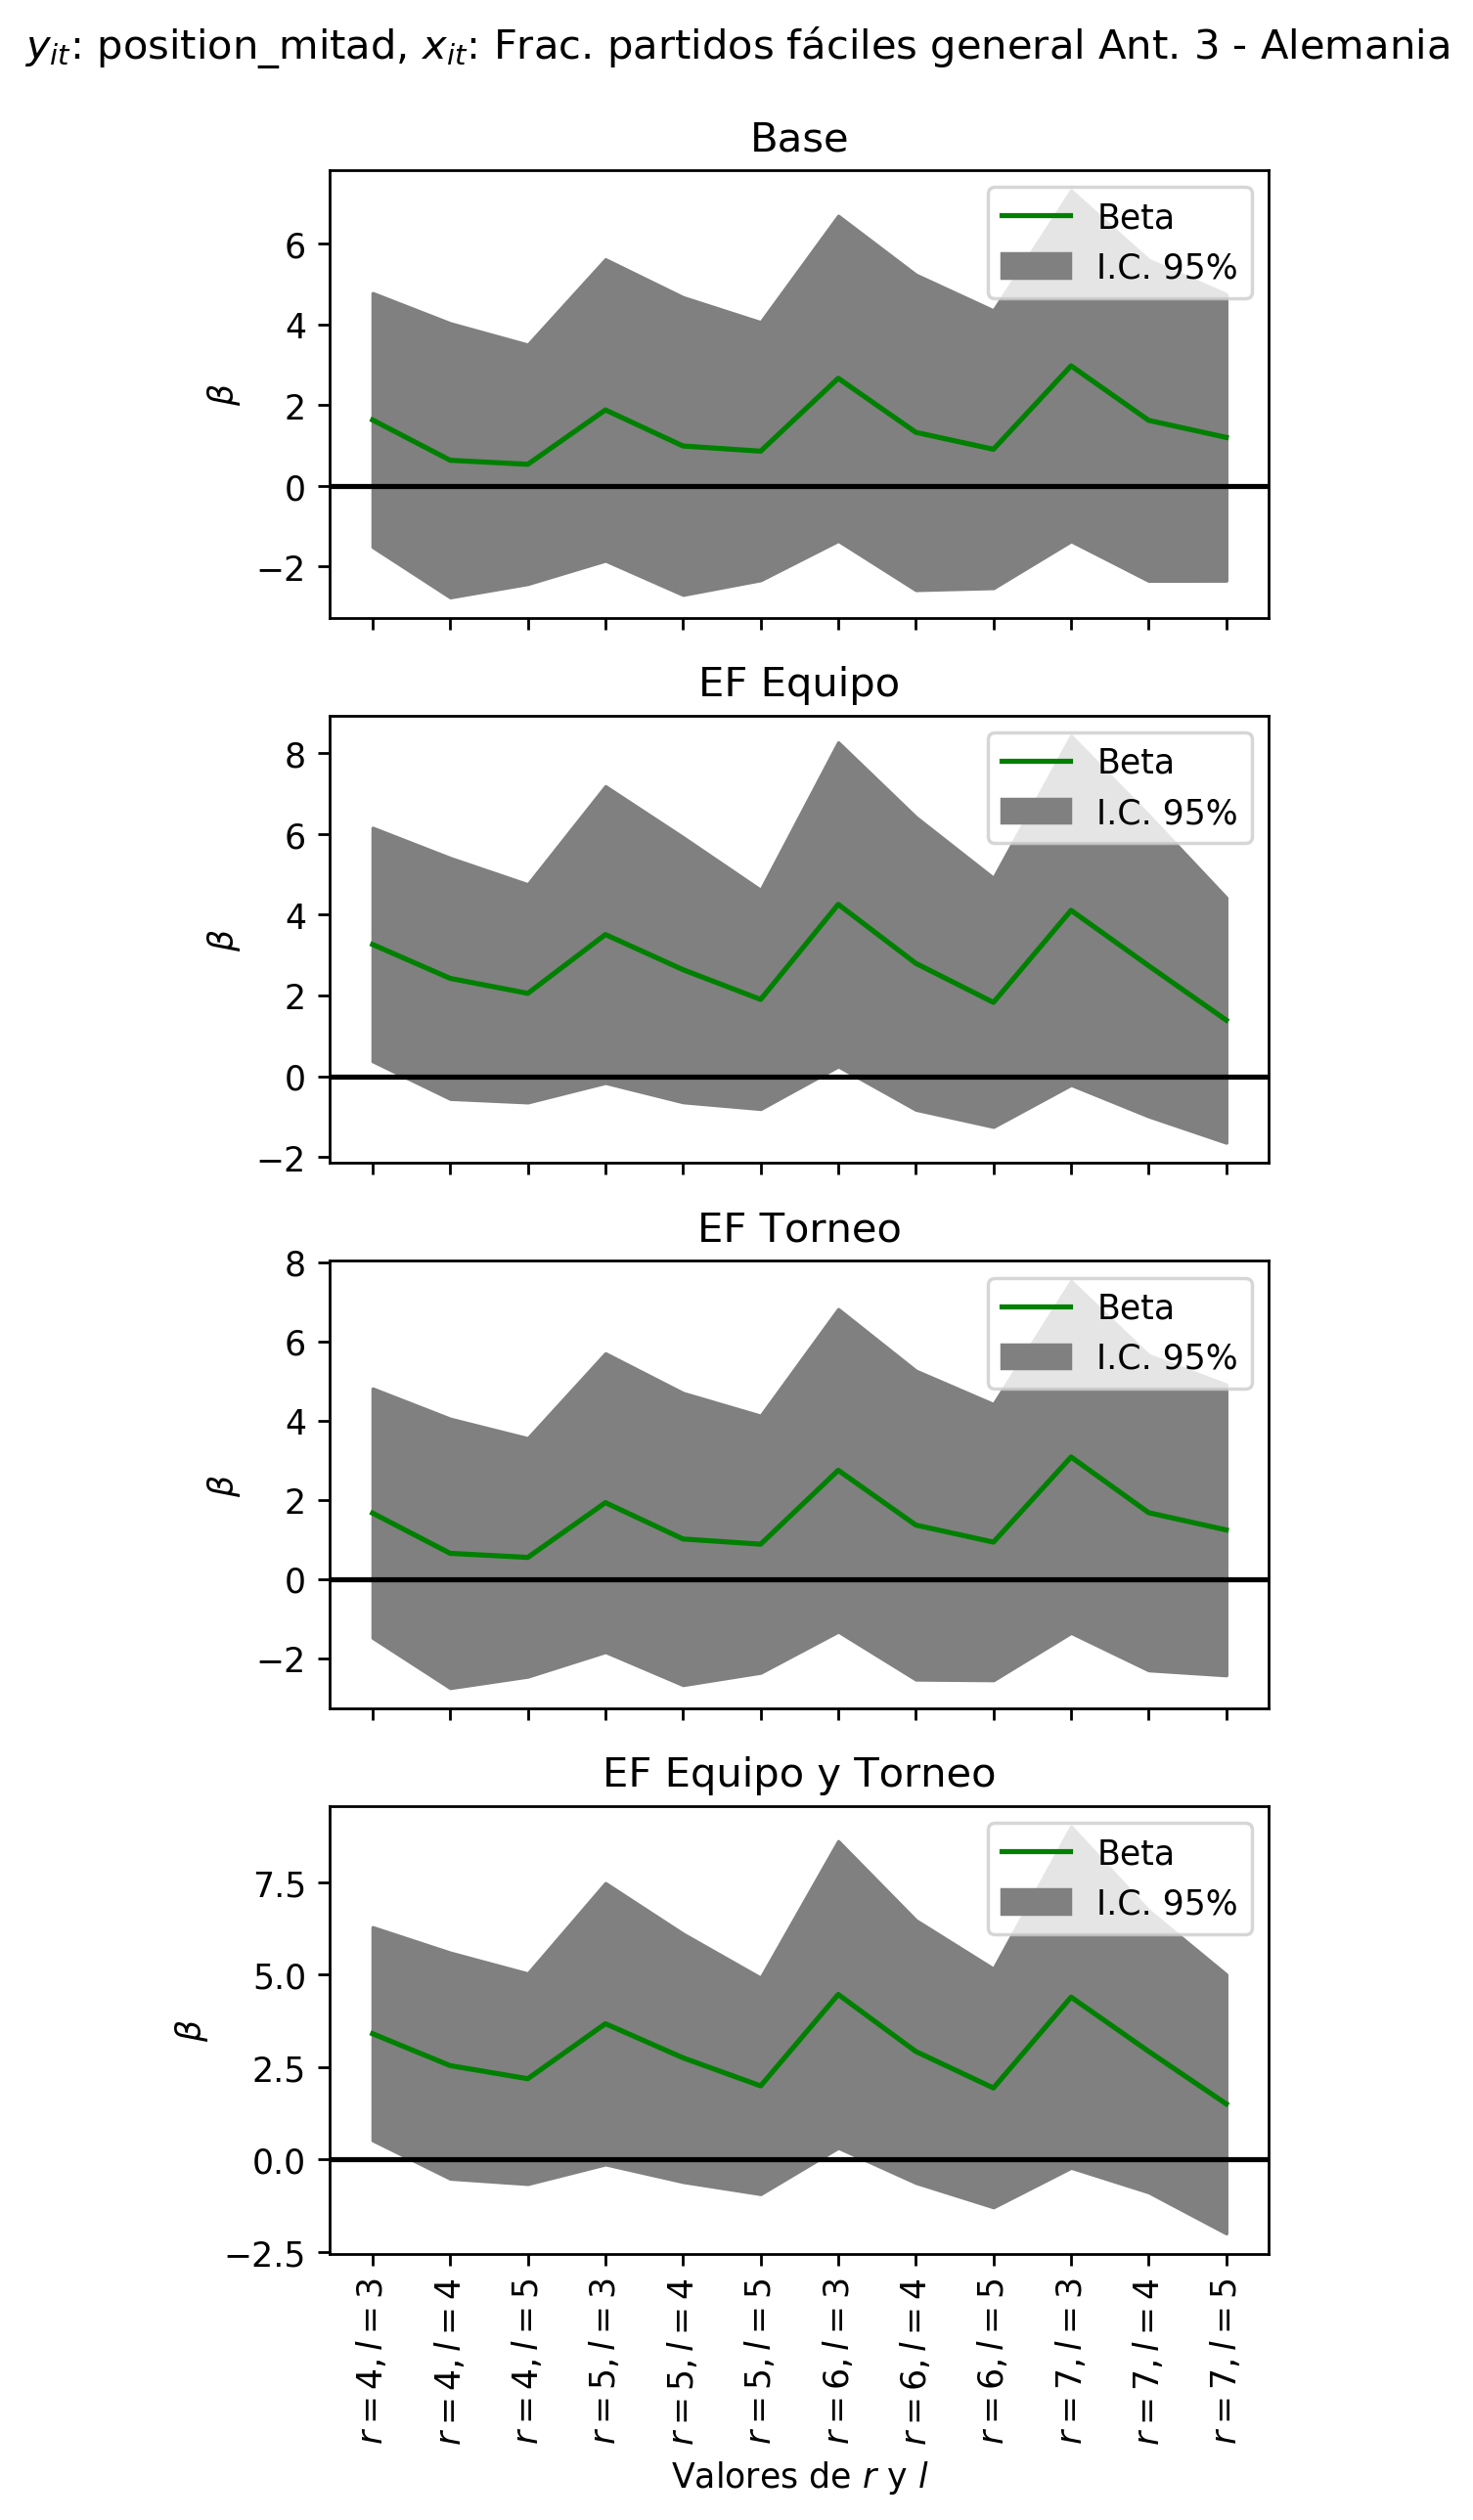 y_it: position_mitad, x_it: Frac. partidos fáciles general Ant. 3 - Alemania
Base
Beta
I.C. 95%
6
4
2
0
−2
β
EF Equipo
Beta
I.C. 95%
8
6
4
2
0
−2
β
EF Torneo
Beta
I.C. 95%
8
6
4
2
0
−2
β
EF Equipo y Torneo
Beta
I.C. 95%
7.5
5.0
2.5
0.0
−2.5
β
r = 4, l = 3
r = 4, l = 4
r = 4, l = 5
r = 5, l = 3
r = 5, l = 4
r = 5, l = 5
r = 6, l = 3
r = 6, l = 4
r = 6, l = 5
r = 7, l = 3
r = 7, l = 4
r = 7, l = 5
Valores de r y l